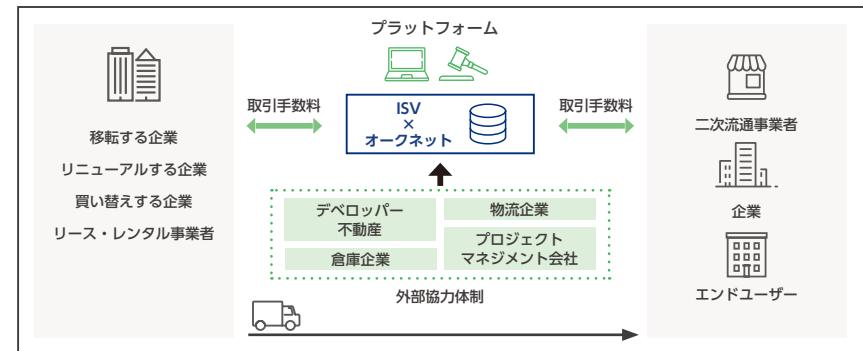 プラットフォーム
移転する企業
リニューアルする企業
買い替えする企業
リース・レンタル事業者
取引手数料
ISV
×
オークネット
取引手数料
デベロッパー
不動産
倉庫企業
物流企業
プロジェクト
マネジメント会社
外部協力体制
二次流通事業者
企業
エンドユーザー